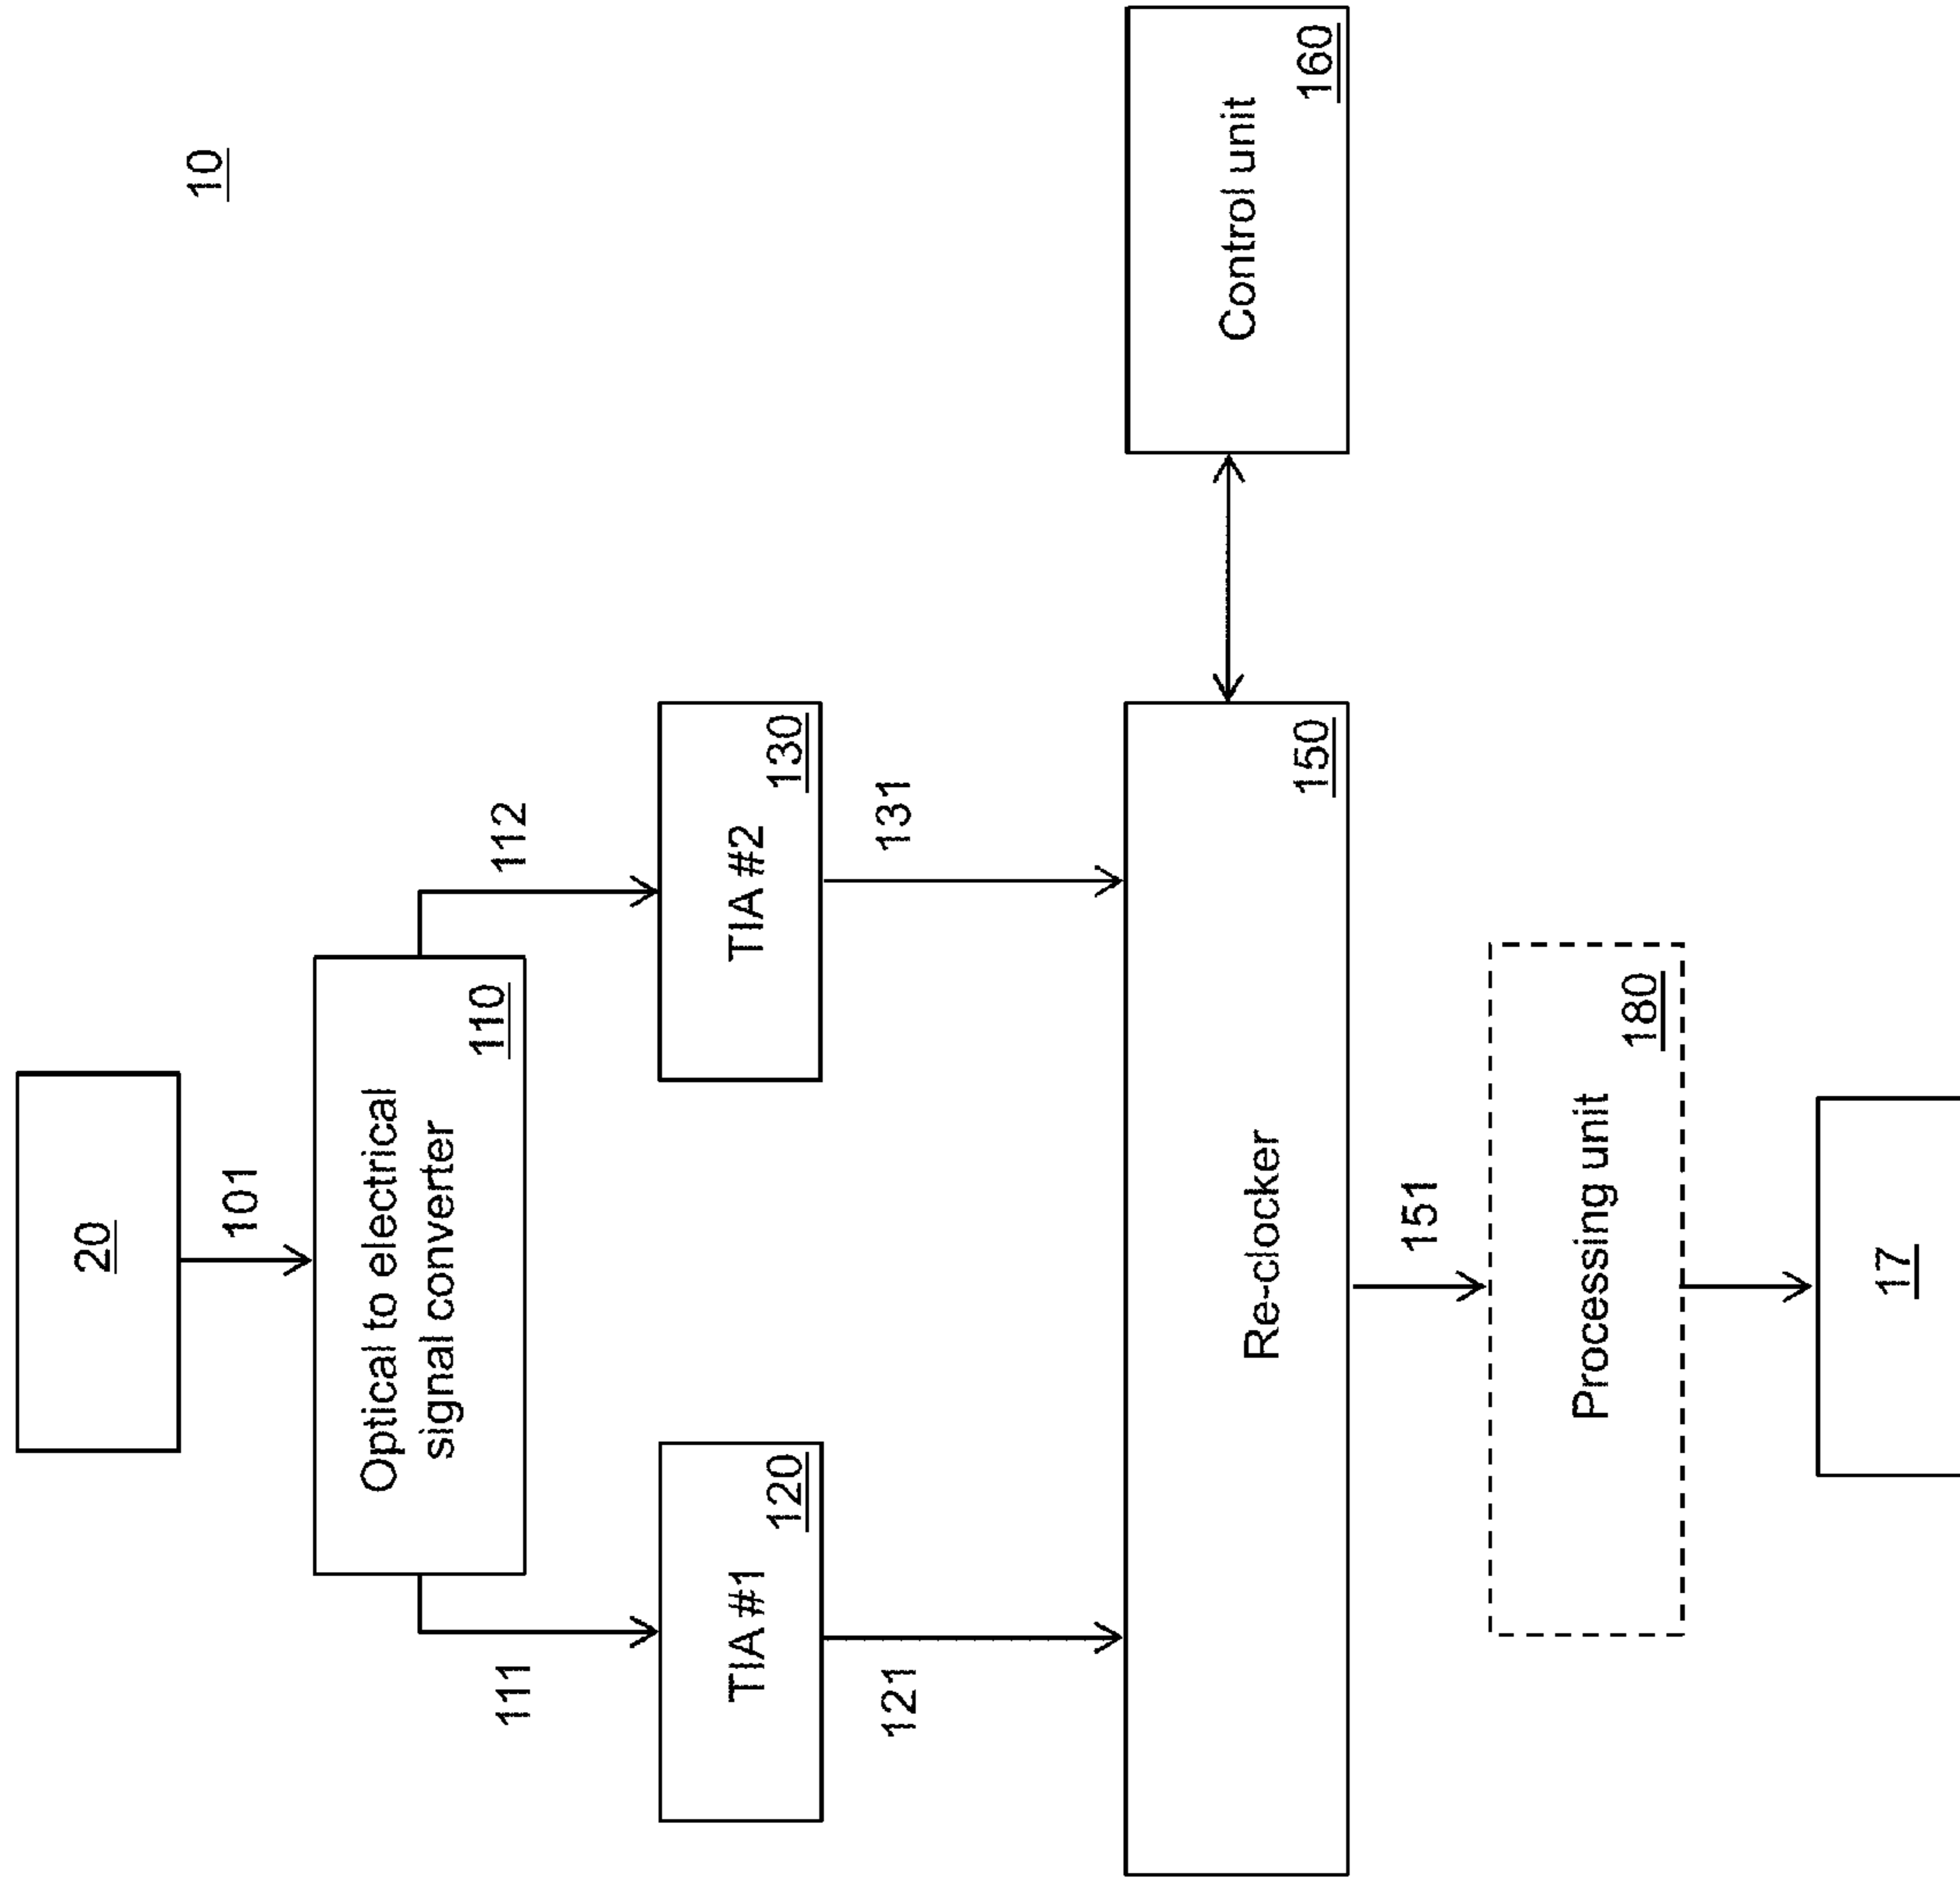 10
20
101
Optical to electrical
signal converter
110
111
112
TIA #1
120
TIA #2
130
121
131
Re-clocker
150
Control unit
160
151
Processing unit
180
17